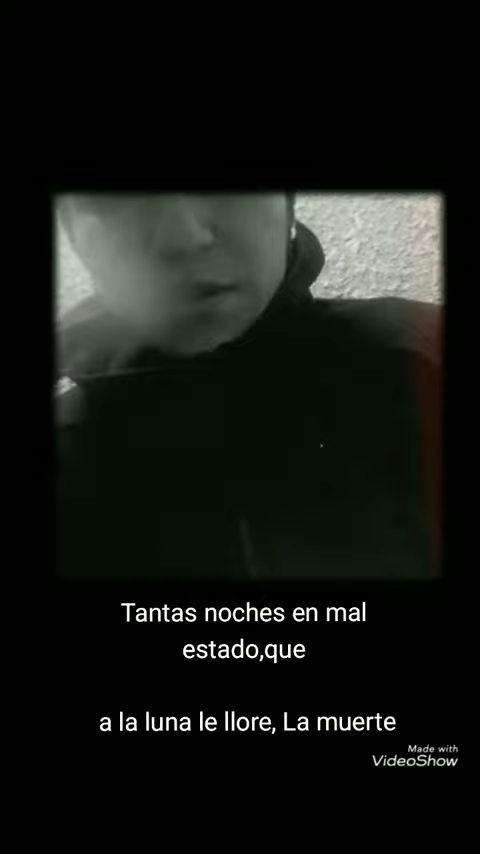 Tantas noches en mal
estado,que
a la luna le llore, La muerte
Made with
VideoShow